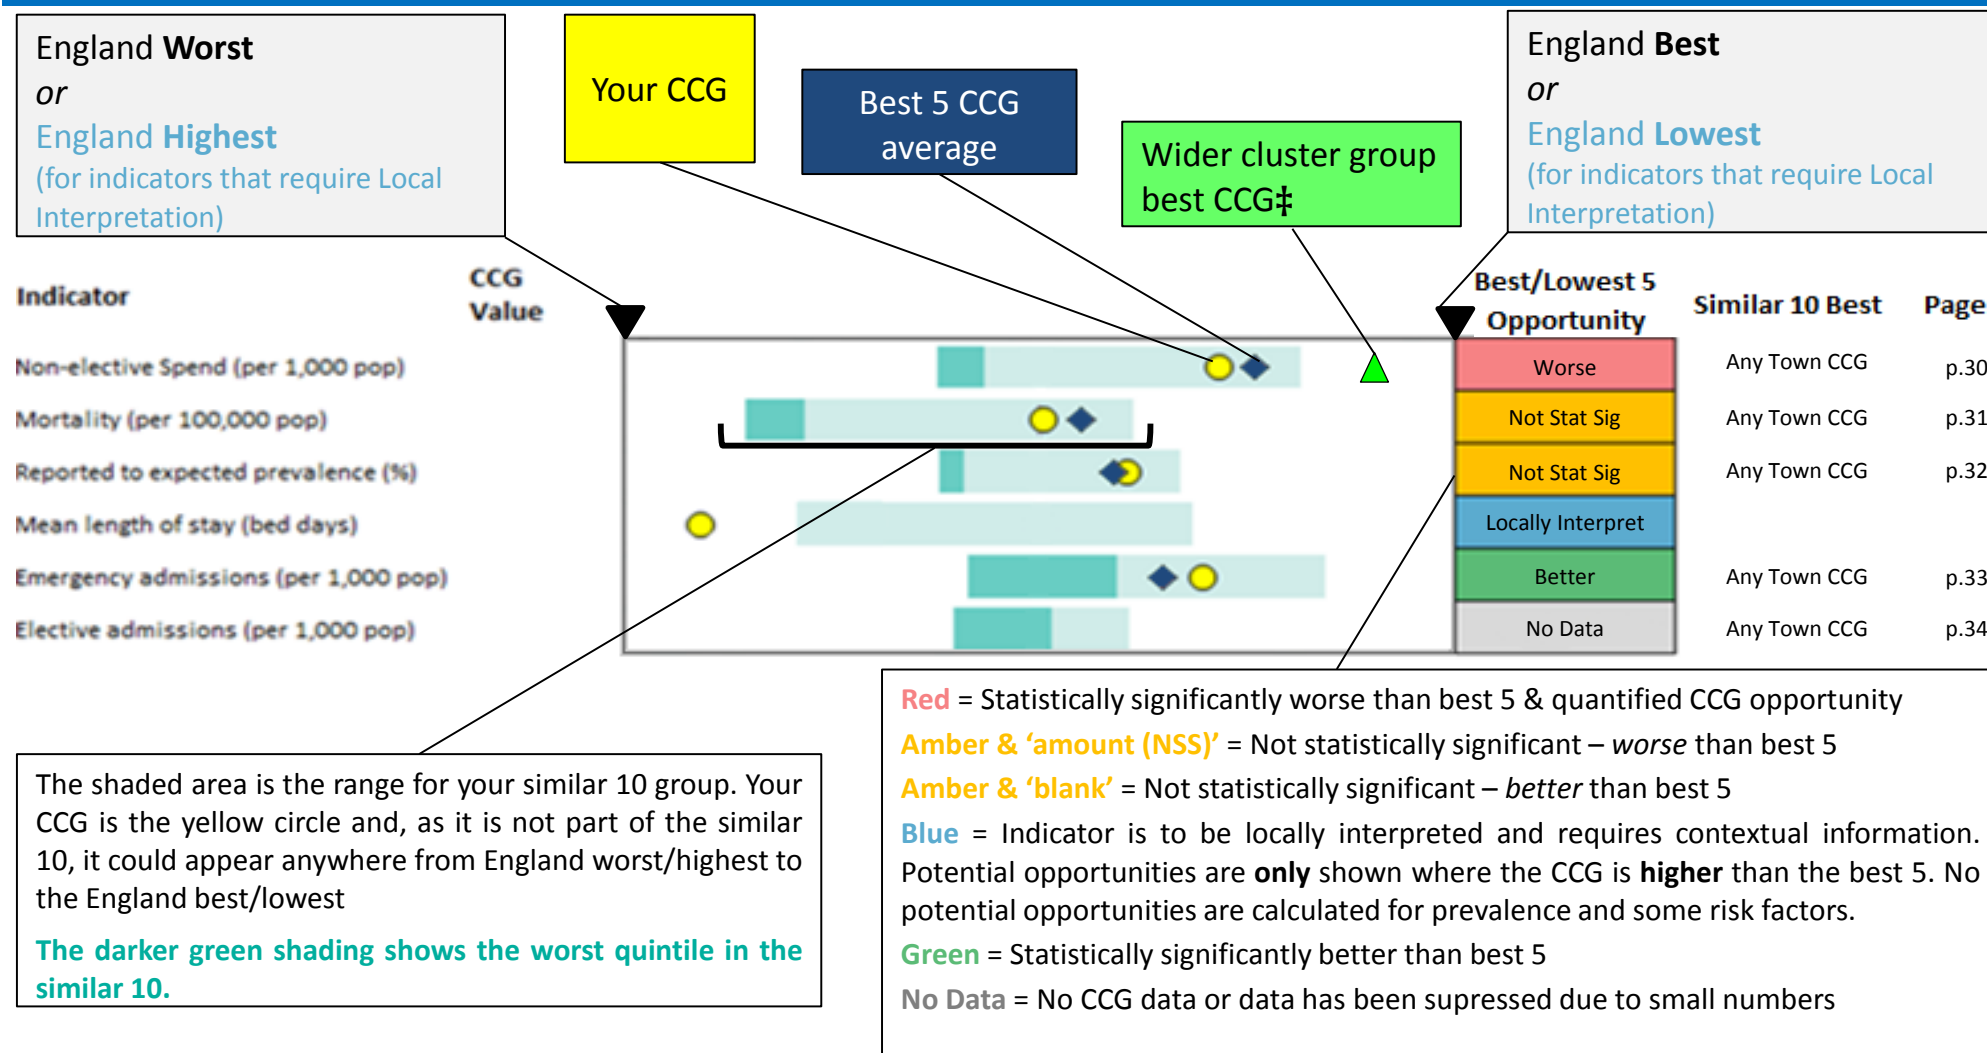 England Worst
or
England Highest
(for indicators that require Local
Interpretation)
Your CCG
Best 5 CCG
average
Wider cluster group
best CCG‡
England Best
or
England Lowest
(for indicators that require Local
Interpretation)
Indicator
CCG
Value
Best/Lowest 5
Opportunity
Similar 10 Best
Page
Non-elective Spend (per 1,000 pop)
Worse
Any Town CCG
p.30
Mortality (per 100,000 pop)
Not Stat Sig
Any Town CCG
p.31
Reported to expected prevalence (%)
Not Stat Sig
Any Town CCG
p.32
Mean length of stay (bed days)
Locally Interpret
Emergency admissions (per 1,000 pop)
Better
Any Town CCG
p.33
Elective admissions (per 1,000 pop)
No Data
Any Town CCG
p.34
The shaded area is the range for your similar 10 group. Your
CCG is the yellow circle and, as it is not part of the similar
10, it could appear anywhere from England worst/highest to
the England best/lowest
The darker green shading shows the worst quintile in the
similar 10.
Red = Statistically significantly worse than best 5 & quantified CCG opportunity
Amber & ‘amount (NSS)’ = Not statistically significant – worse than best 5
Amber & ‘blank’ = Not statistically significant – better than best 5
Blue = Indicator is to be locally interpreted and requires contextual information.
Potential opportunities are only shown where the CCG is higher than the best 5. No
potential opportunities are calculated for prevalence and some risk factors.
Green = Statistically significantly better than best 5
No Data = No CCG data or data has been supressed due to small numbers